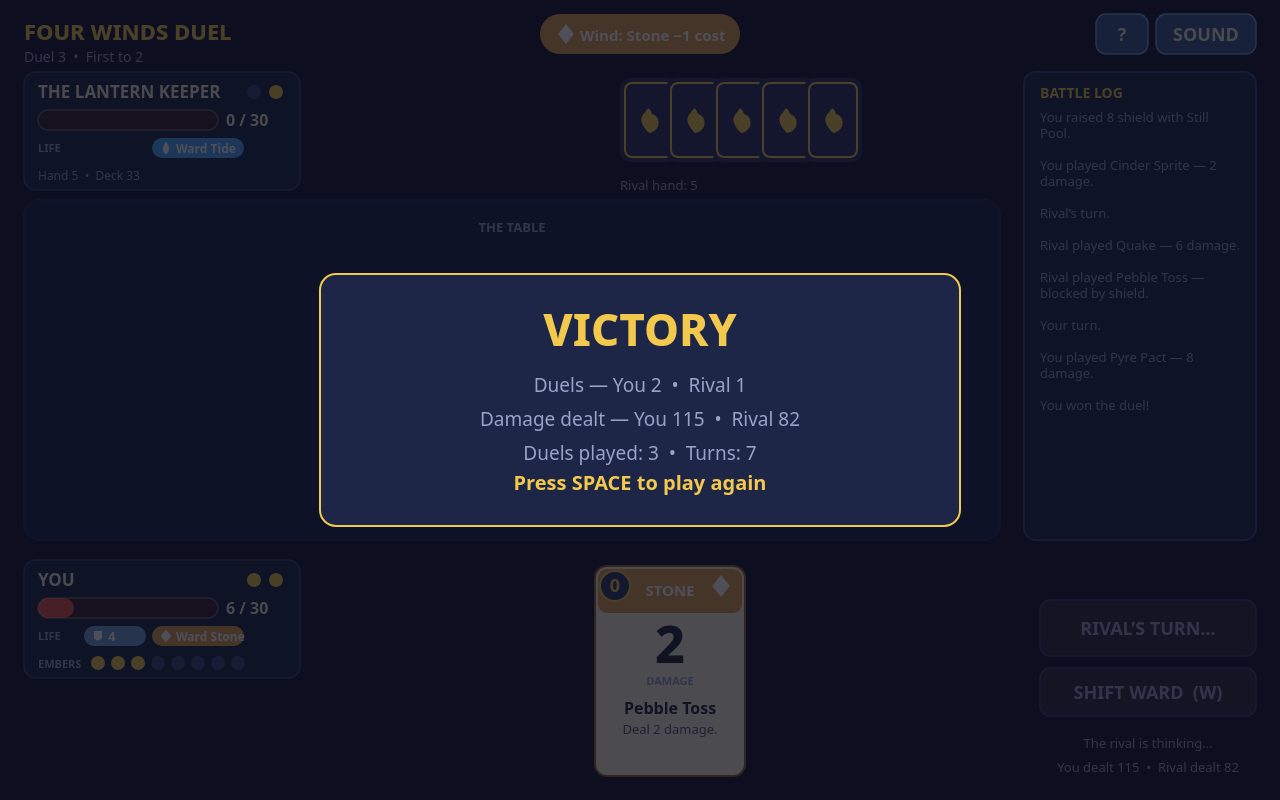 FOUR WINDS DUEL
Duel 3 • First to 2
Wind: Stone −1 cost
?
SOUND
THE LANTERN KEEPER
0 / 30
LIFE
Ward Tide
Hand 5 • Deck 33
Rival hand: 5
BATTLE LOG
You raised 8 shield with Still
Pool.
You played Cinder Sprite — 2
damage.
Rival's turn.
Rival played Quake — 6 damage.
Rival played Pebble Toss —
blocked by shield.
Your turn.
You played Pyre Pact — 8
damage.
You won the duel!
THE TABLE
VICTORY
Duels — You 2 • Rival 1
Damage dealt — You 115 • Rival 82
Duels played: 3 • Turns: 7
Press SPACE to play again
YOU
6 / 30
LIFE
4
Ward Stone
EMBERS
0
STONE
2
DAMAGE
Pebble Toss
Deal 2 damage.
RIVAL'S TURN...
SHIFT WARD (W)
The rival is thinking...
You dealt 115 • Rival dealt 82